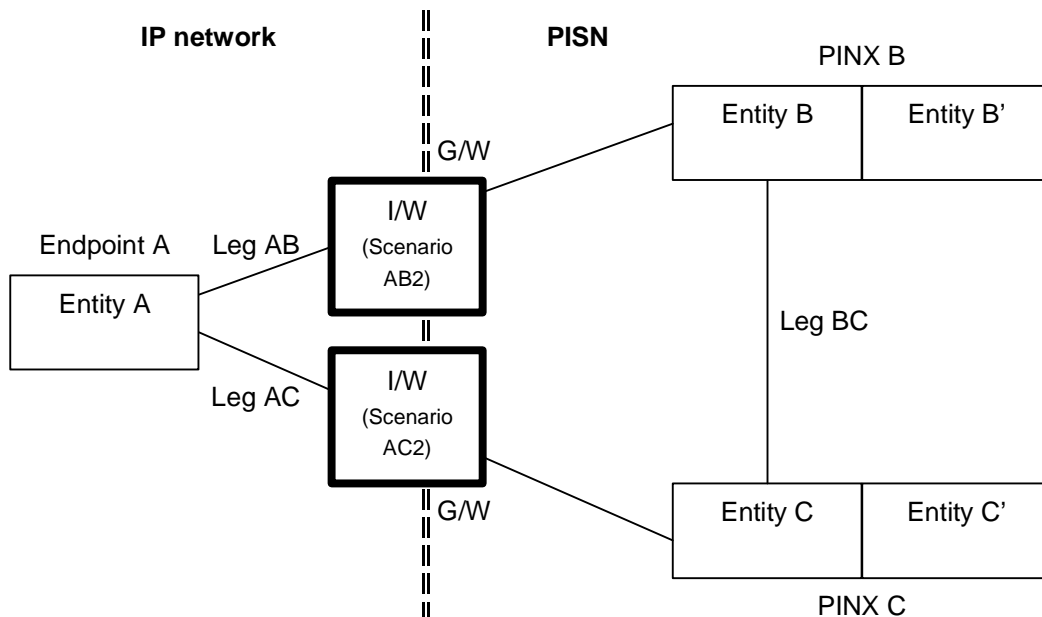 IP network
PISN
PINX B
Entity B
Entity B’
G/W
I/W
(Scenario
AB2)
Endpoint A
Leg AB
Entity A
Leg BC
Leg AC
I/W
(Scenario
AC2)
G/W
Entity C
Entity C’
PINX C